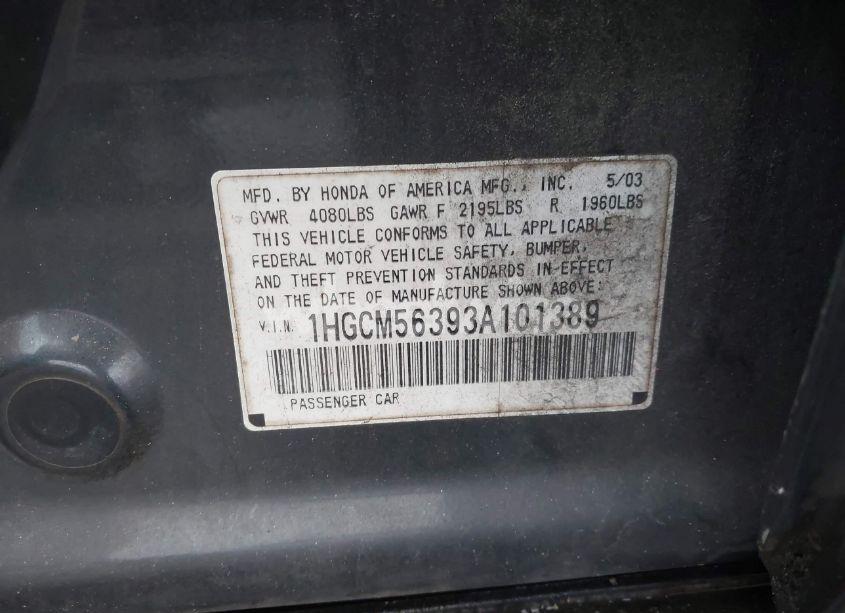 MFD. BY HONDA OF AMERICA MFG., INC. 5/03
GVWR 4080LBS GAWR F 2195LBS R 1960LBS
THIS VEHICLE CONFORMS TO ALL APPLICABLE
FEDERAL MOTOR VEHICLE SAFETY, BUMPER,
AND THEFT PREVENTION STANDARDS IN EFFECT
ON THE DATE OF MANUFACTURE SHOWN ABOVE:
V.I.N. 1HGCM56393A101389
PASSENGER CAR